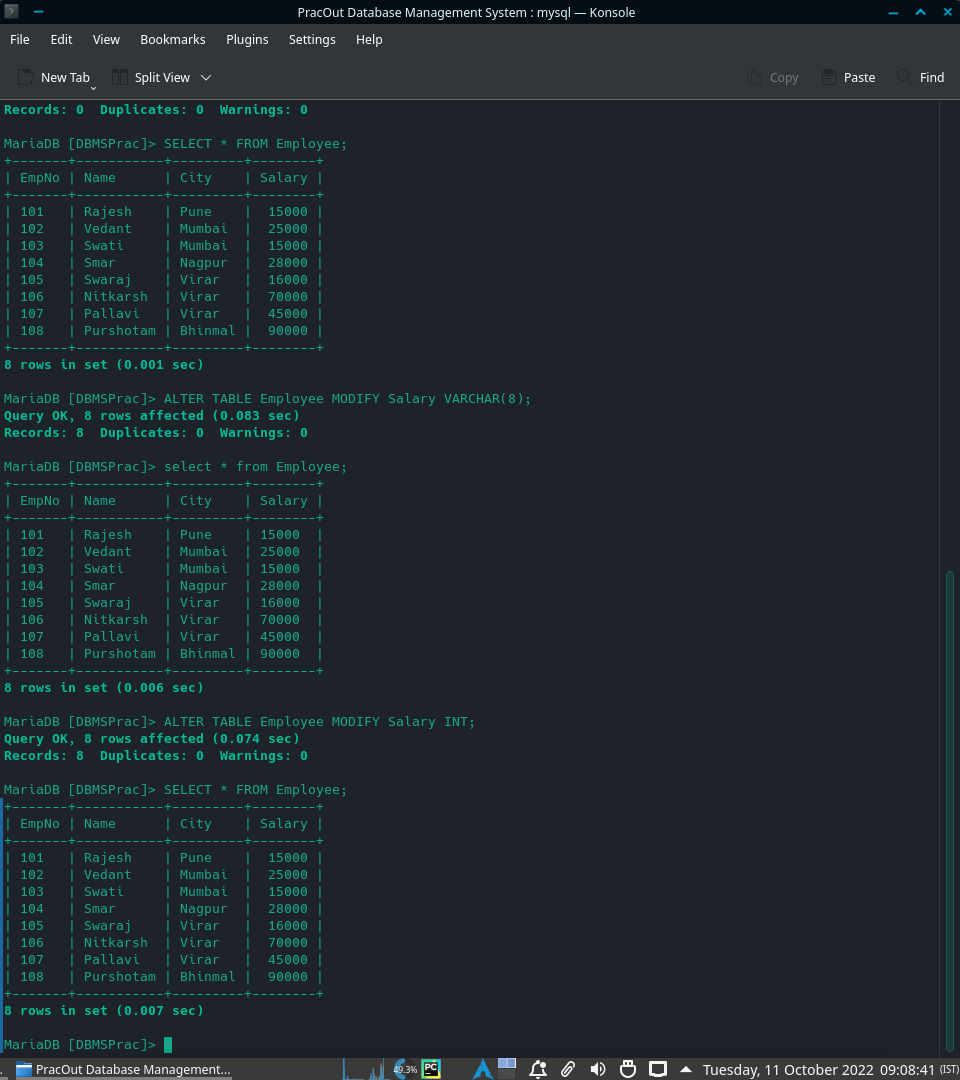 PracOut Database Management System : mysql — Konsole
File Edit View Bookmarks Plugins Settings Help
New Tab Split View Copy Paste Find
Records: 0  Duplicates: 0  Warnings: 0
MariaDB [DBMSPrac]> SELECT * FROM Employee;
+-------+-----------+---------+--------+
| EmpNo | Name      | City    | Salary |
+-------+-----------+---------+--------+
| 101   | Rajesh    | Pune    |  15000 |
| 102   | Vedant    | Mumbai  |  25000 |
| 103   | Swati     | Mumbai  |  15000 |
| 104   | Smar      | Nagpur  |  28000 |
| 105   | Swaraj    | Virar   |  16000 |
| 106   | Nitkarsh  | Virar   |  70000 |
| 107   | Pallavi   | Virar   |  45000 |
| 108   | Purshotam | Bhinmal |  90000 |
+-------+-----------+---------+--------+
8 rows in set (0.001 sec)
MariaDB [DBMSPrac]> ALTER TABLE Employee MODIFY Salary VARCHAR(8);
Query OK, 8 rows affected (0.083 sec)
Records: 8  Duplicates: 0  Warnings: 0
MariaDB [DBMSPrac]> select * from Employee;
+-------+-----------+---------+--------+
| EmpNo | Name      | City    | Salary |
+-------+-----------+---------+--------+
| 101   | Rajesh    | Pune    | 15000  |
| 102   | Vedant    | Mumbai  | 25000  |
| 103   | Swati     | Mumbai  | 15000  |
| 104   | Smar      | Nagpur  | 28000  |
| 105   | Swaraj    | Virar   | 16000  |
| 106   | Nitkarsh  | Virar   | 70000  |
| 107   | Pallavi   | Virar   | 45000  |
| 108   | Purshotam | Bhinmal | 90000  |
+-------+-----------+---------+--------+
8 rows in set (0.006 sec)
MariaDB [DBMSPrac]> ALTER TABLE Employee MODIFY Salary INT;
Query OK, 8 rows affected (0.074 sec)
Records: 8  Duplicates: 0  Warnings: 0
MariaDB [DBMSPrac]> SELECT * FROM Employee;
+-------+-----------+---------+--------+
| EmpNo | Name      | City    | Salary |
+-------+-----------+---------+--------+
| 101   | Rajesh    | Pune    |  15000 |
| 102   | Vedant    | Mumbai  |  25000 |
| 103   | Swati     | Mumbai  |  15000 |
| 104   | Smar      | Nagpur  |  28000 |
| 105   | Swaraj    | Virar   |  16000 |
| 106   | Nitkarsh  | Virar   |  70000 |
| 107   | Pallavi   | Virar   |  45000 |
| 108   | Purshotam | Bhinmal |  90000 |
+-------+-----------+---------+--------+
8 rows in set (0.007 sec)
MariaDB [DBMSPrac]>
PracOut Database Management... 49.3% PC Tuesday, 11 October 2022 09:08:41 (IST)